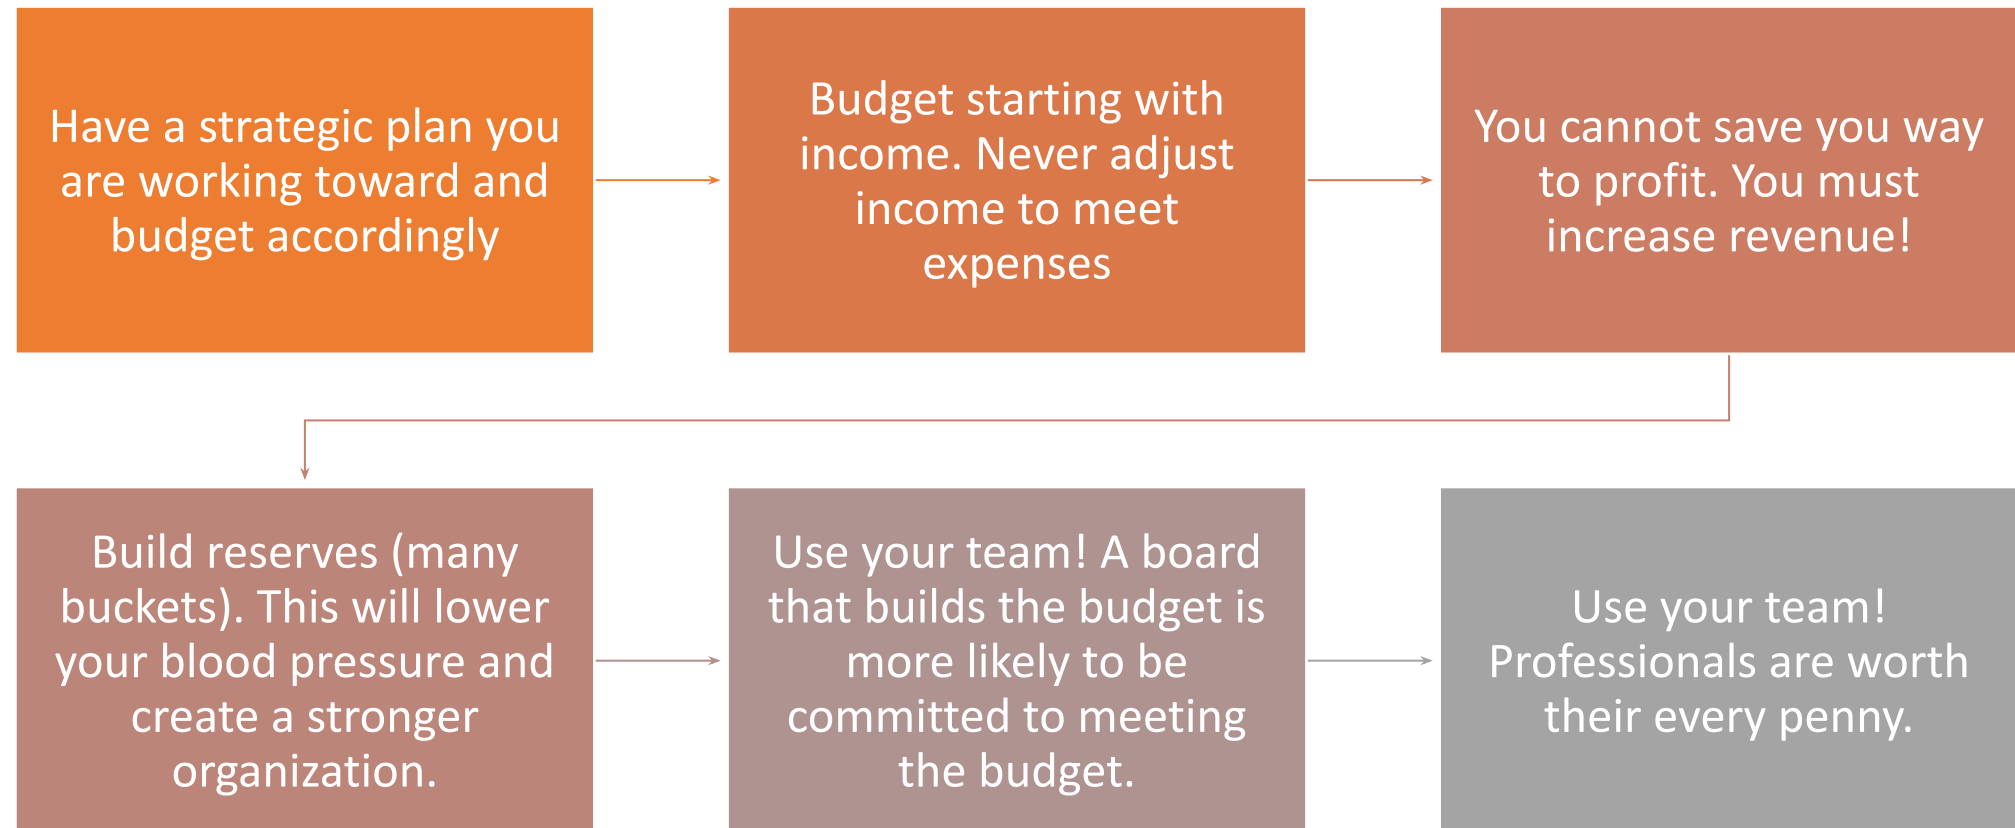 Have a strategic plan you
are working toward and
budget accordingly
Budget starting with
income. Never adjust
income to meet
expenses
You cannot save you way
to profit. You must
increase revenue!
Build reserves (many
buckets). This will lower
your blood pressure and
create a stronger
organization.
Use your team! A board
that builds the budget is
more likely to be
committed to meeting
the budget.
Use your team!
Professionals are worth
their every penny.